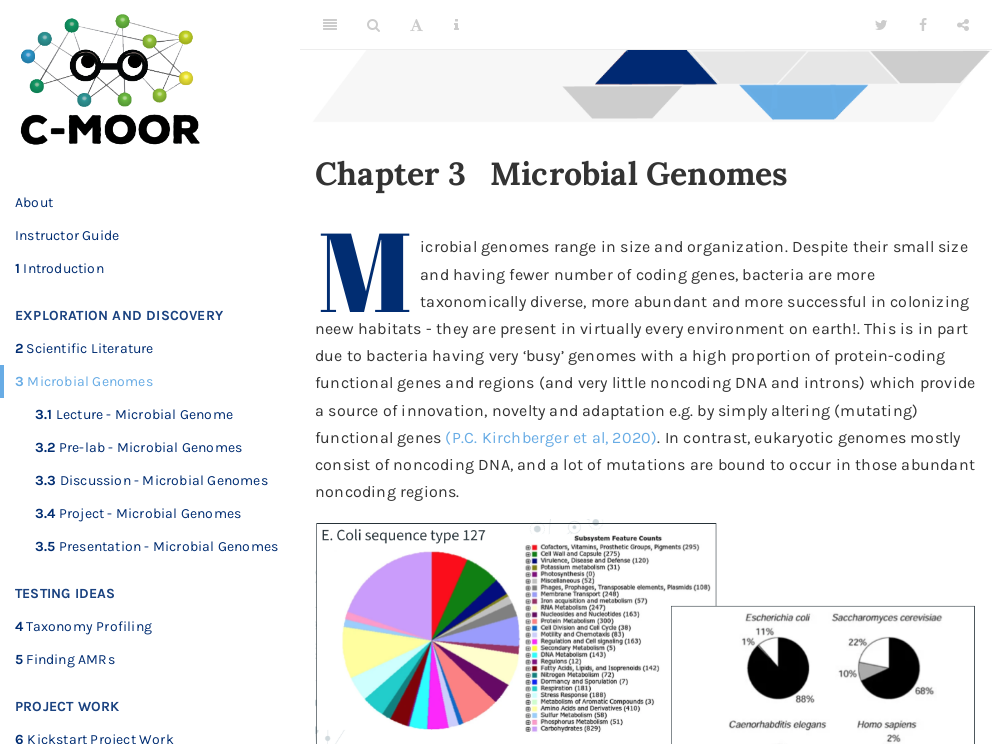 C-MOOR
About
Instructor Guide
1 Introduction
EXPLORATION AND DISCOVERY
2 Scientific Literature
3 Microbial Genomes
3.1 Lecture - Microbial Genome
3.2 Pre-lab - Microbial Genomes
3.3 Discussion - Microbial Genomes
3.4 Project - Microbial Genomes
3.5 Presentation - Microbial Genomes
TESTING IDEAS
4 Taxonomy Profiling
5 Finding AMRs
PROJECT WORK
6 Kickstart Project Work
A
Chapter 3 Microbial Genomes
Microbial genomes range in size and organization. Despite their small size
and having fewer number of coding genes, bacteria are more
taxonomically diverse, more abundant and more successful in colonizing
neew habitats - they are present in virtually every environment on earth!. This is in part
due to bacteria having very ‘busy’ genomes with a high proportion of protein-coding
functional genes and regions (and very little noncoding DNA and introns) which provide
a source of innovation, novelty and adaptation e.g. by simply altering (mutating)
functional genes (P.C. Kirchberger et al, 2020). In contrast, eukaryotic genomes mostly
consist of noncoding DNA, and a lot of mutations are bound to occur in those abundant
noncoding regions.
E. Coli sequence type 127
Subsystem Feature Counts
Cofactors, Vitamins, Prosthetic Groups, Pigments (295)
Cell Wall and Capsule (275)
Virulence, Disease and Defense (120)
Potassium metabolism (31)
Photosynthesis (0)
Miscellaneous (52)
Phages, Prophages, Transposable elements, Plasmids (108)
Membrane Transport (248)
Iron acquisition and metabolism (57)
RNA Metabolism (247)
Nucleosides and Nucleotides (163)
Protein Metabolism (300)
Cell Division and Cell Cycle (38)
Motility and Chemotaxis (83)
Regulation and Cell signaling (163)
Secondary Metabolism (5)
DNA Metabolism (143)
Regulons (12)
Fatty Acids, Lipids, and Isoprenoids (142)
Nitrogen Metabolism (72)
Dormancy and Sporulation (7)
Respiration (181)
Stress Response (188)
Metabolism of Aromatic Compounds (3)
Amino Acids and Derivatives (410)
Sulfur Metabolism (58)
Phosphorus Metabolism (51)
Carbohydrates (829)
Escherichia coli
11%
1%
88%
Saccharomyces cerevisiae
22%
10%
68%
Caenorhabditis elegans
Homo sapiens
2%